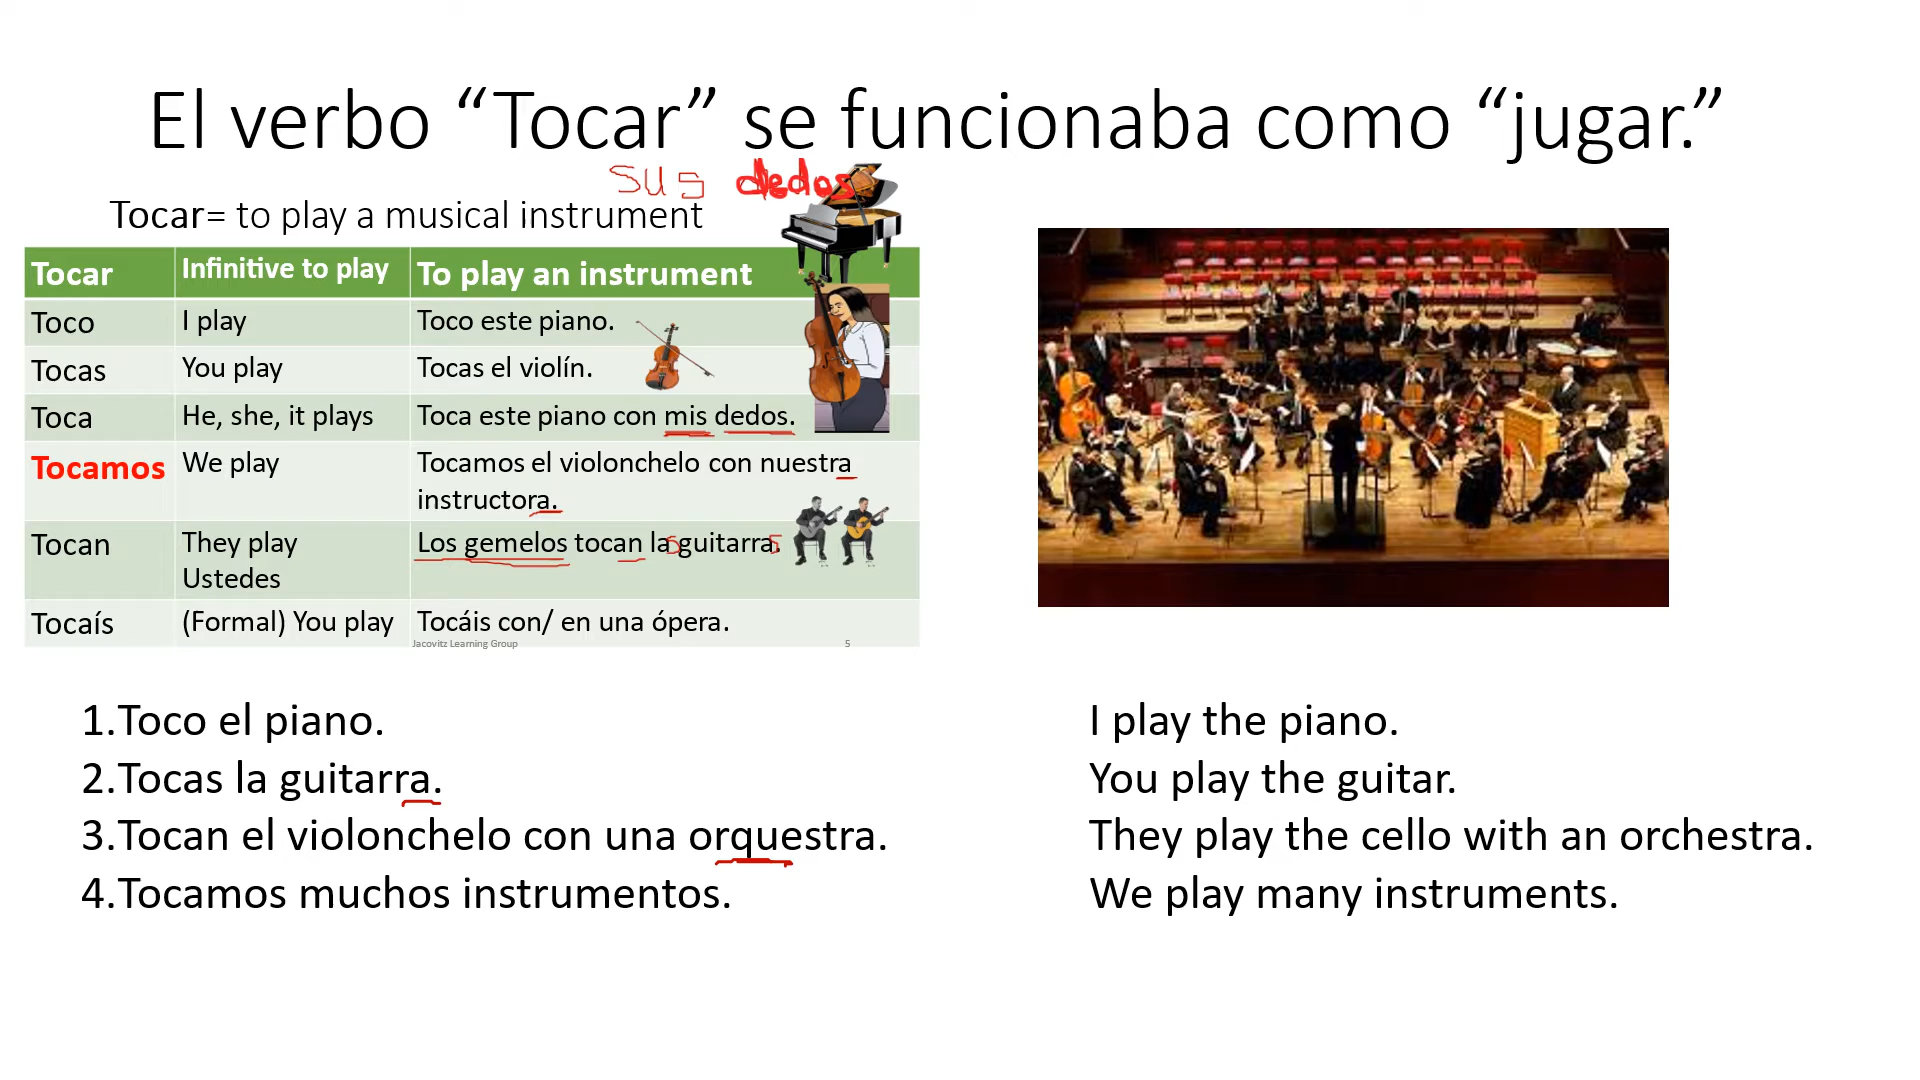 El verbo “Tocar” se funcionaba como “jugar.”
sus dedos
Tocar= to play a musical instrument
Tocar Infinitive to play To play an instrument
Toco I play Toco este piano.
Tocas You play Tocas el violín.
Toca He, she, it plays Toca este piano con mis dedos.
Tocamos We play Tocamos el violonchelo con nuestra
instructora.
Tocan They play Los gemelos tocan las guitarras.
Ustedes
Tocaís (Formal) You play Tocáis con/ en una ópera.
Jacovitz Learning Group 5
1.Toco el piano.
2.Tocas la guitarra.
3.Tocan el violonchelo con una orquestra.
4.Tocamos muchos instrumentos.
I play the piano.
You play the guitar.
They play the cello with an orchestra.
We play many instruments.